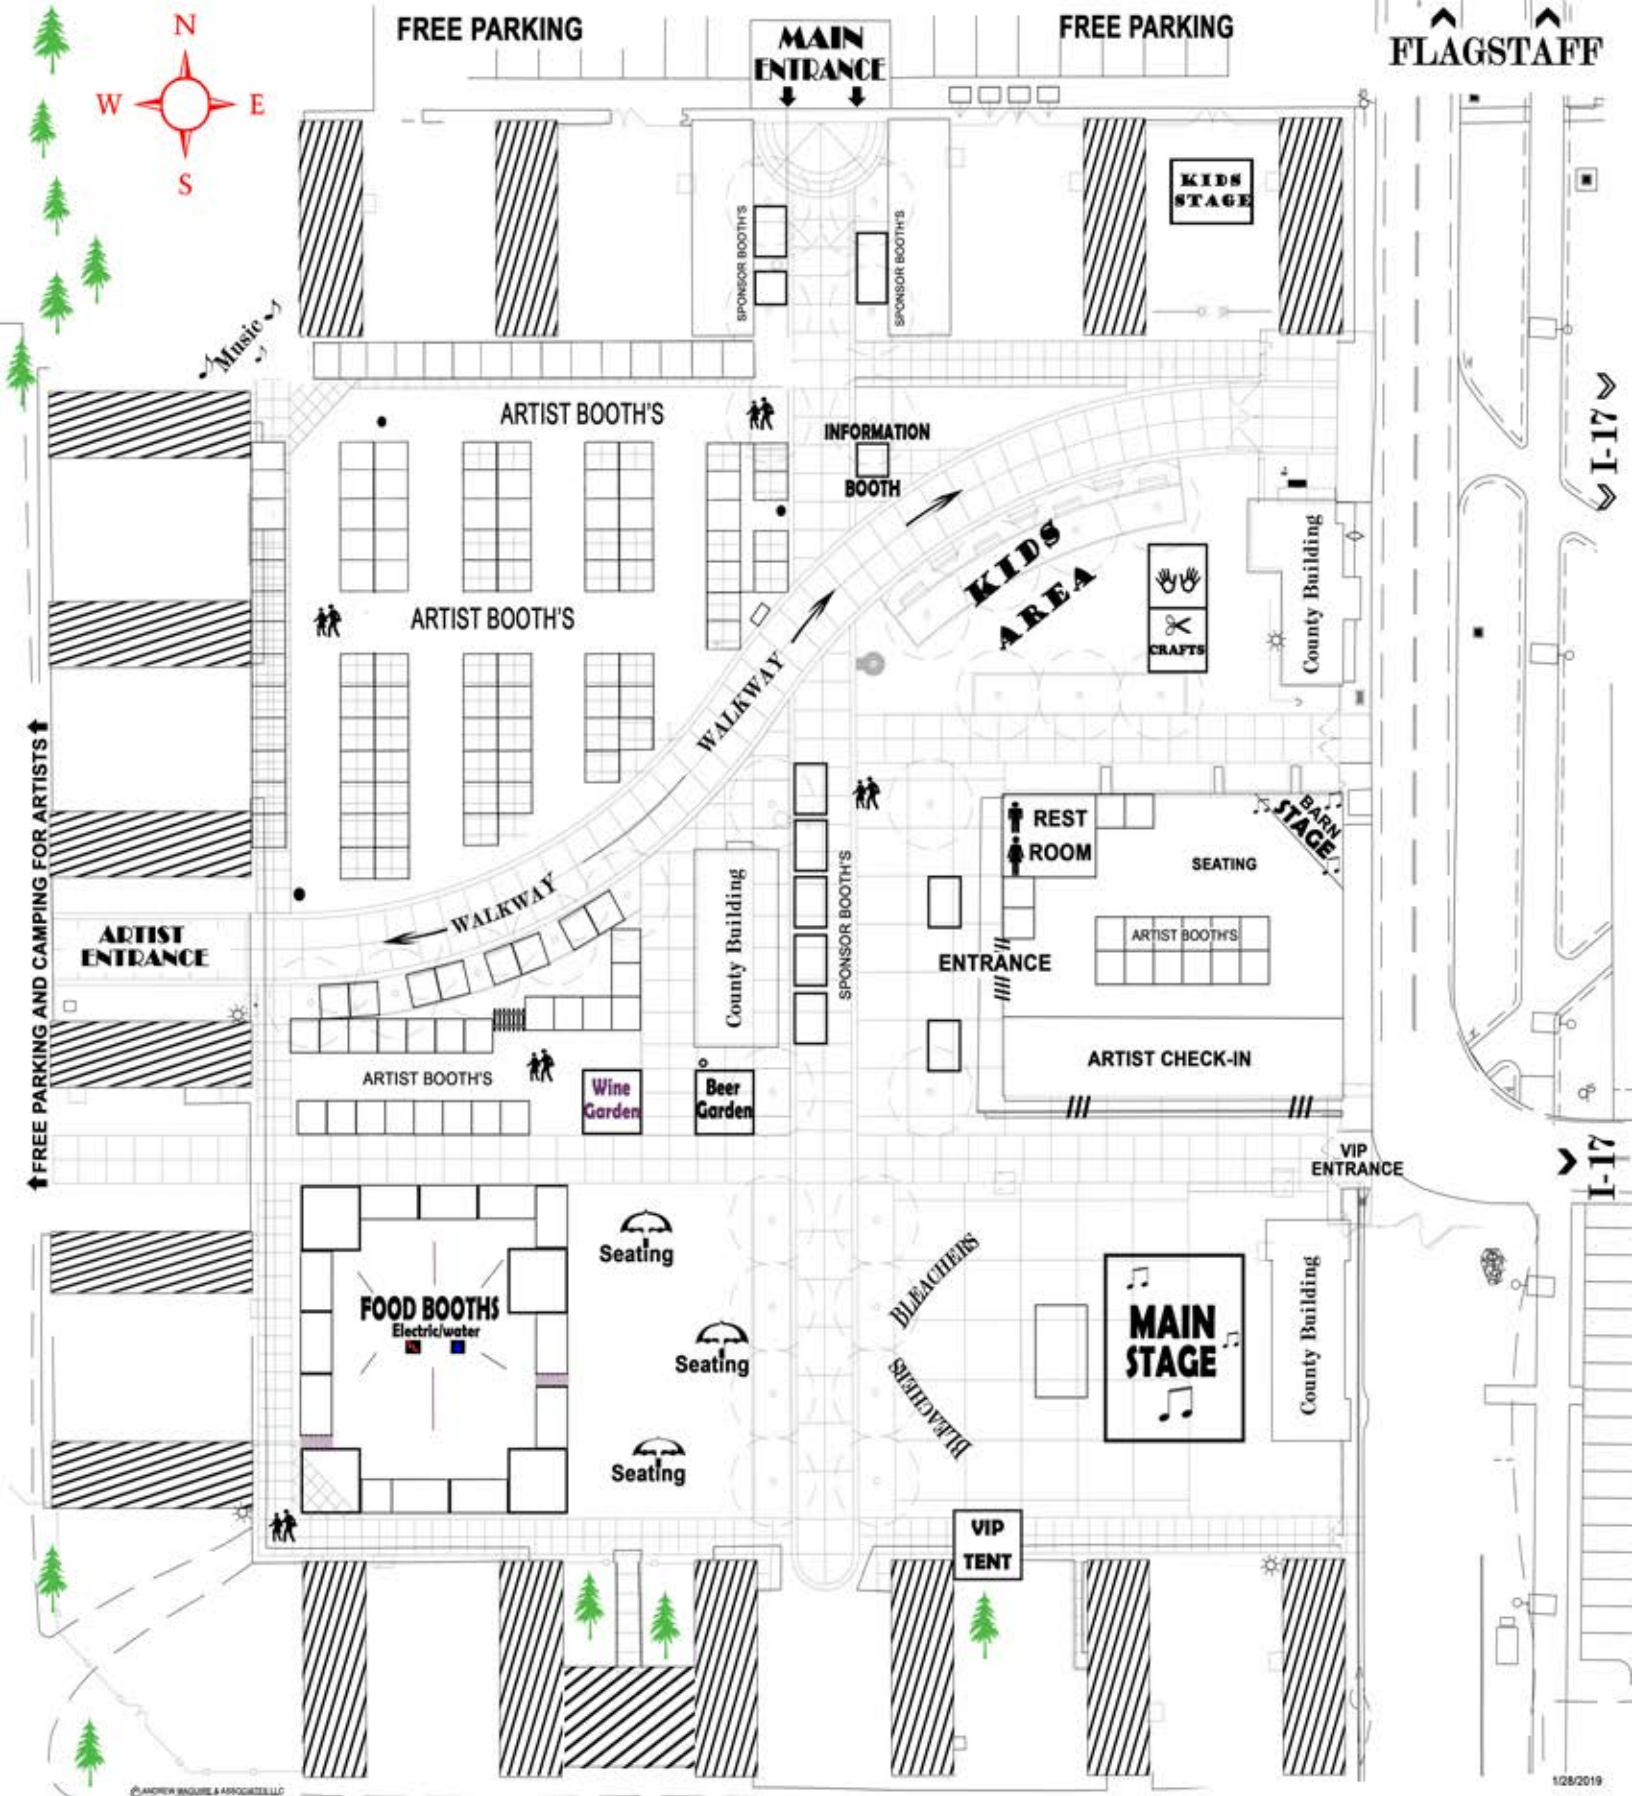 FREE PARKING
MAIN
ENTRANCE
FREE PARKING
FLAGSTAFF
N
W
E
S
KIDS
STAGE
SPONSOR BOOTH'S
SPONSOR BOOTH'S
Music
ARTIST BOOTH'S
INFORMATION
BOOTH
I-17
KIDS
AREA
County Building
CRAFTS
ARTIST BOOTH'S
WALKWAY
FREE PARKING AND CAMPING FOR ARTISTS
REST
ROOM
BARN
STAGE
SEATING
WALKWAY
County Building
SPONSOR BOOTH'S
ARTIST
ENTRANCE
ARTIST BOOTH'S
ENTRANCE
ARTIST CHECK-IN
ARTIST BOOTH'S
Wine
Garden
Beer
Garden
VIP
ENTRANCE
I-17
Seating
BLEACHERS
FOOD BOOTHS
Electric/water
Seating
MAIN
STAGE
County Building
BLEACHERS
Seating
VIP
TENT
1/28/2019
ANDREW MAGUIRE & ASSOCIATES LLC